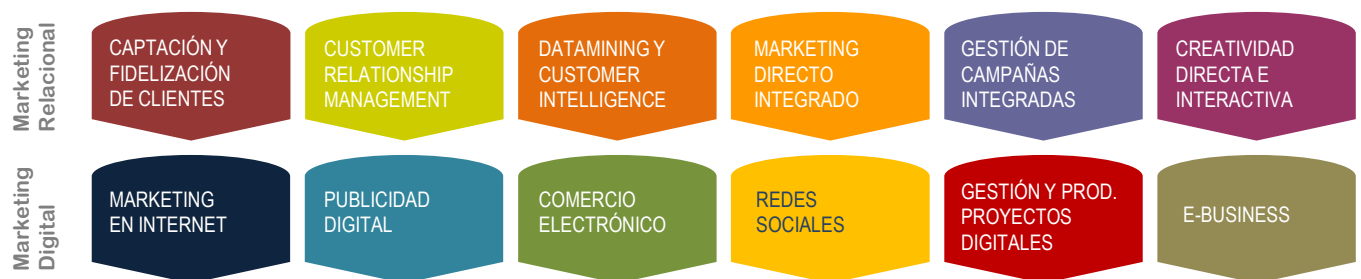 Marketing
Relacional
CAPTACIÓN Y
FIDELIZACIÓN
DE CLIENTES
CUSTOMER
RELATIONSHIP
MANAGEMENT
DATAMINING Y
CUSTOMER
INTELLIGENCE
MARKETING
DIRECTO
INTEGRADO
GESTIÓN DE
CAMPAÑAS
INTEGRADAS
CREATIVIDAD
DIRECTA E
INTERACTIVA
Marketing
Digital
MARKETING
EN INTERNET
PUBLICIDAD
DIGITAL
COMERCIO
ELECTRÓNICO
REDES
SOCIALES
GESTIÓN Y PROD.
PROYECTOS
DIGITALES
E-BUSINESS